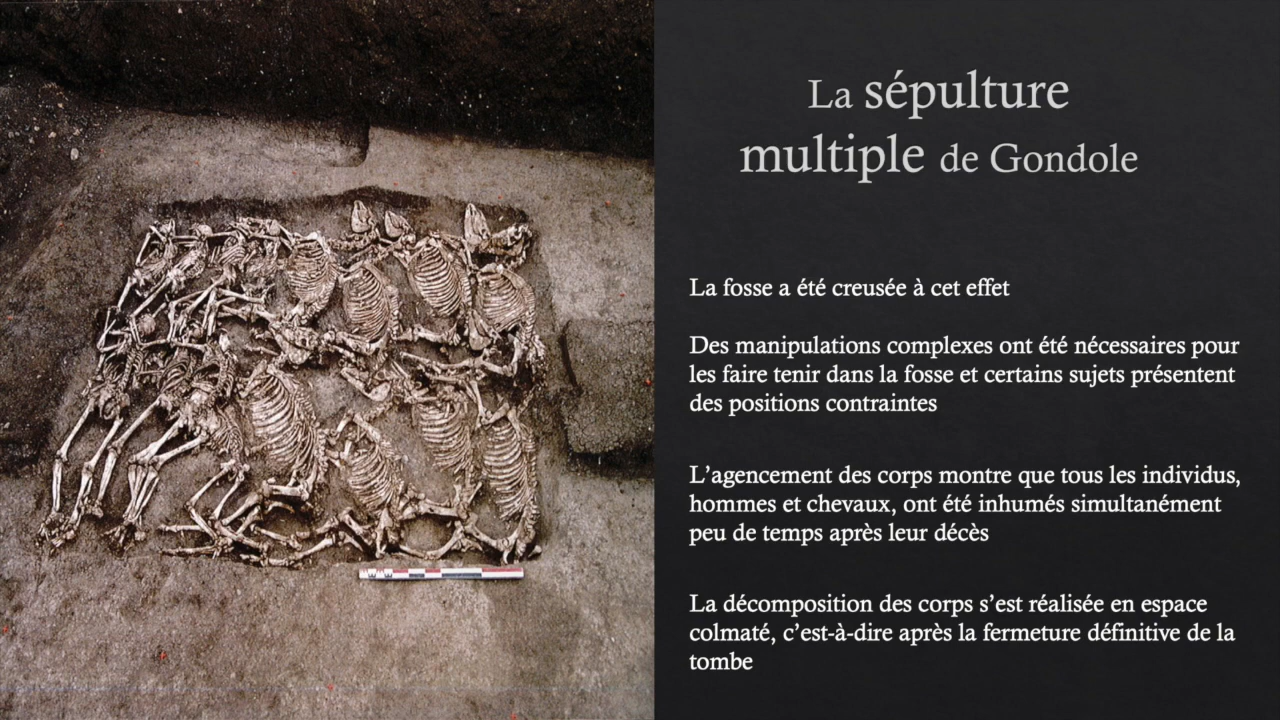 La sépulture
multiple de Gondole
La fosse a été creusée à cet effet
Des manipulations complexes ont été nécessaires pour
les faire tenir dans la fosse et certains sujets présentent
des positions contraintes
L’agencement des corps montre que tous les individus,
hommes et chevaux, ont été inhumés simultanément
peu de temps après leur décès
La décomposition des corps s’est réalisée en espace
colmaté, c’est-à-dire après la fermeture définitive de la
tombe